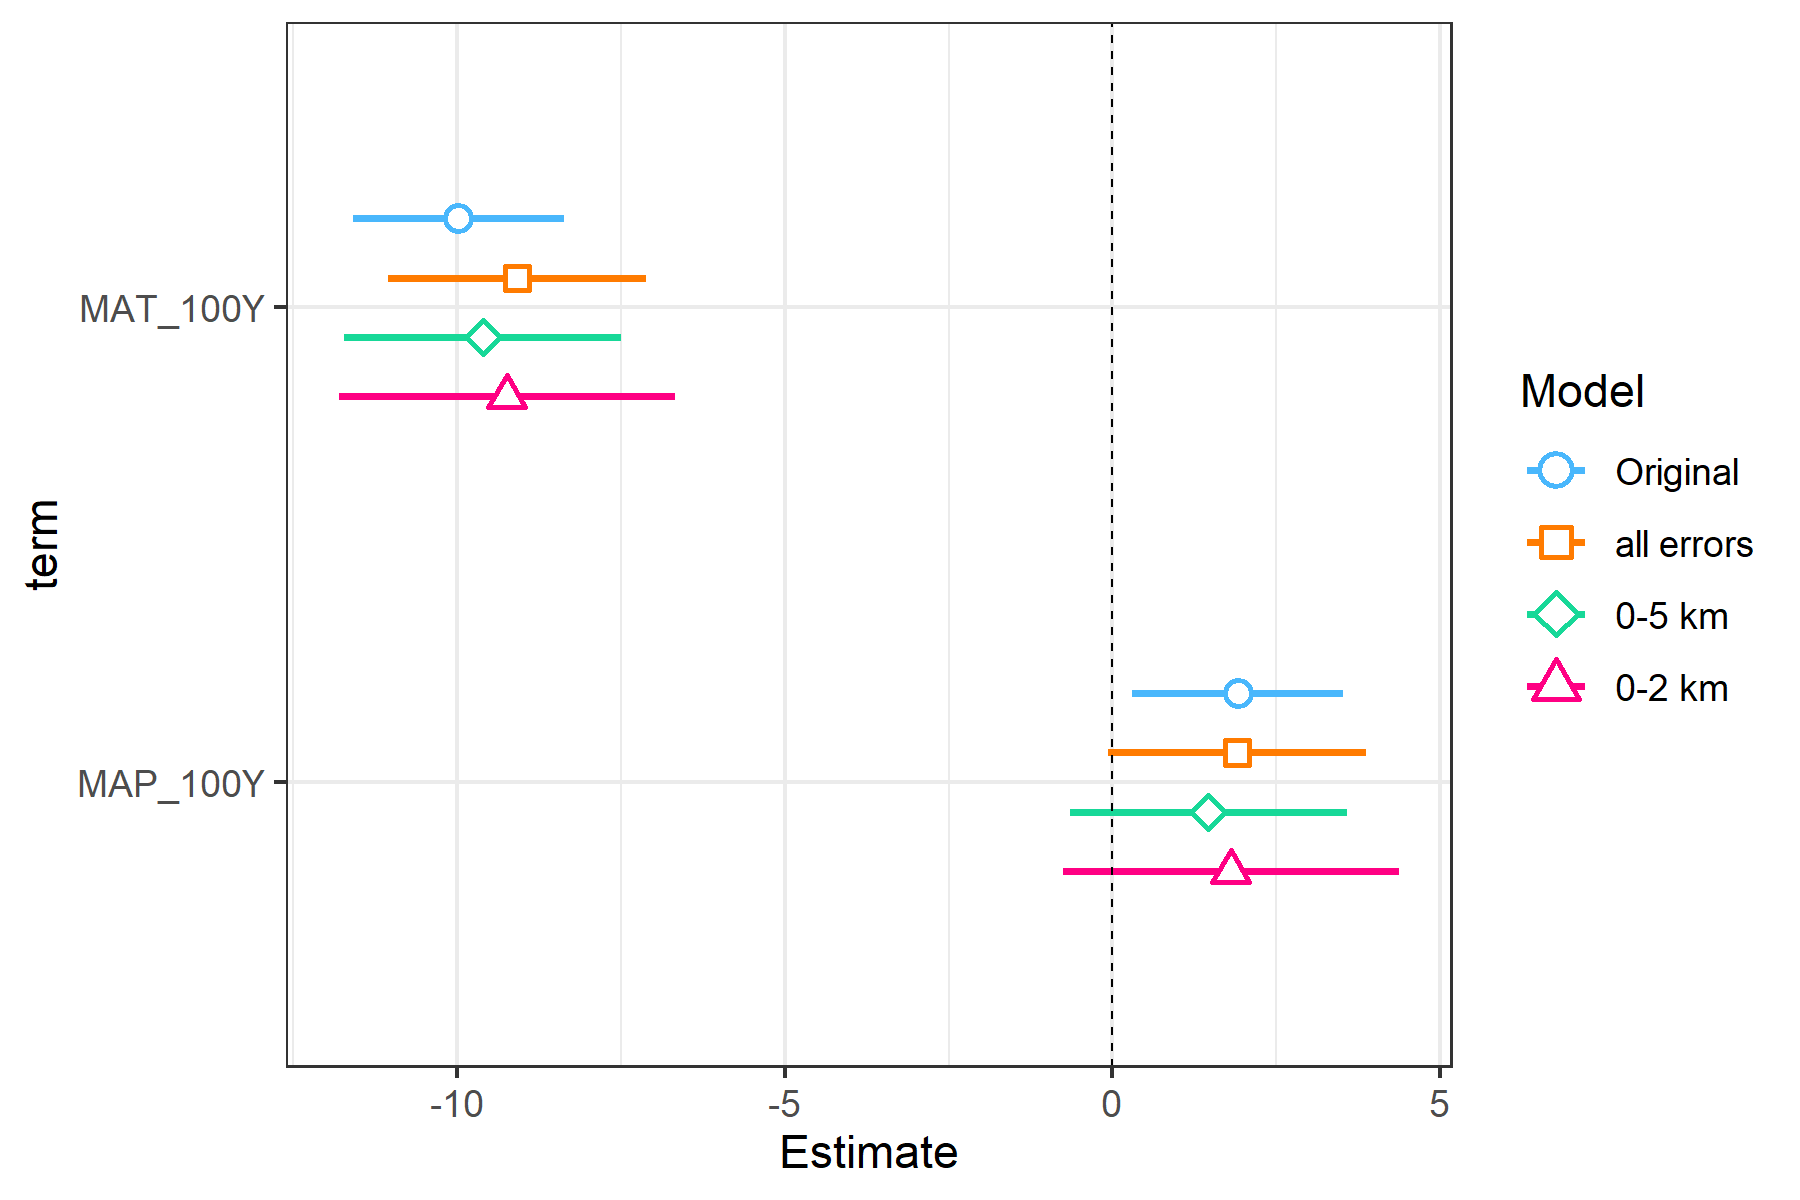 MAT_100Y
MAP_100Y
term
-10
-5
0
5
Estimate
Model
Original
all errors
0-5 km
0-2 km